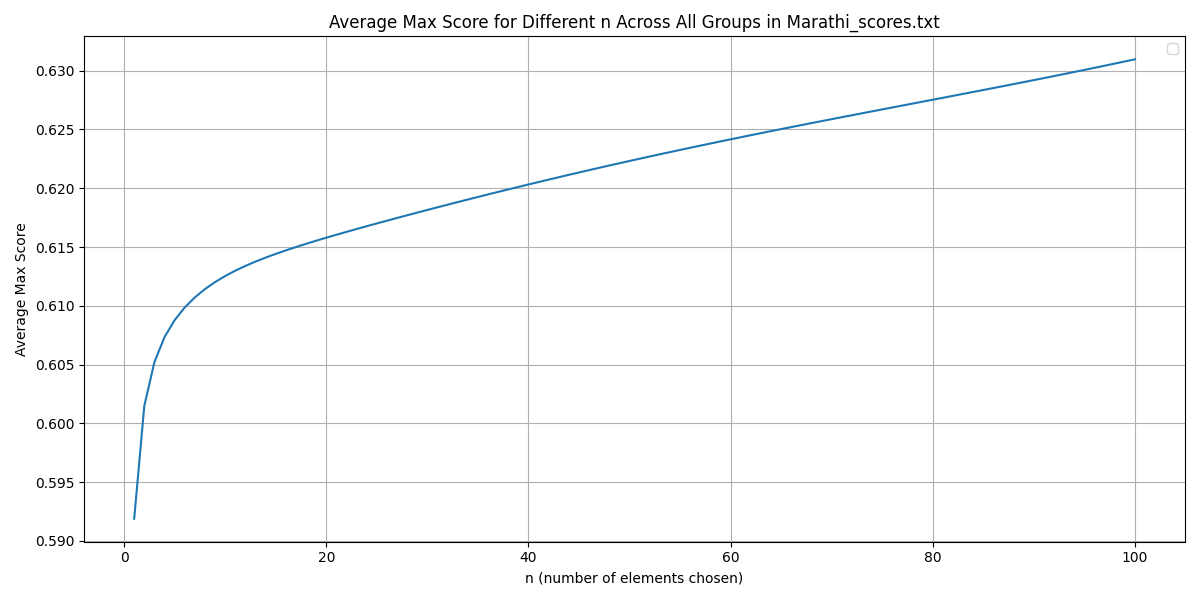 Average Max Score for Different n Across All Groups in Marathi_scores.txt
0.630
0.625
0.620
0.615
0.610
0.605
0.600
0.595
0.590
Average Max Score
0 20 40 60 80 100
n (number of elements chosen)